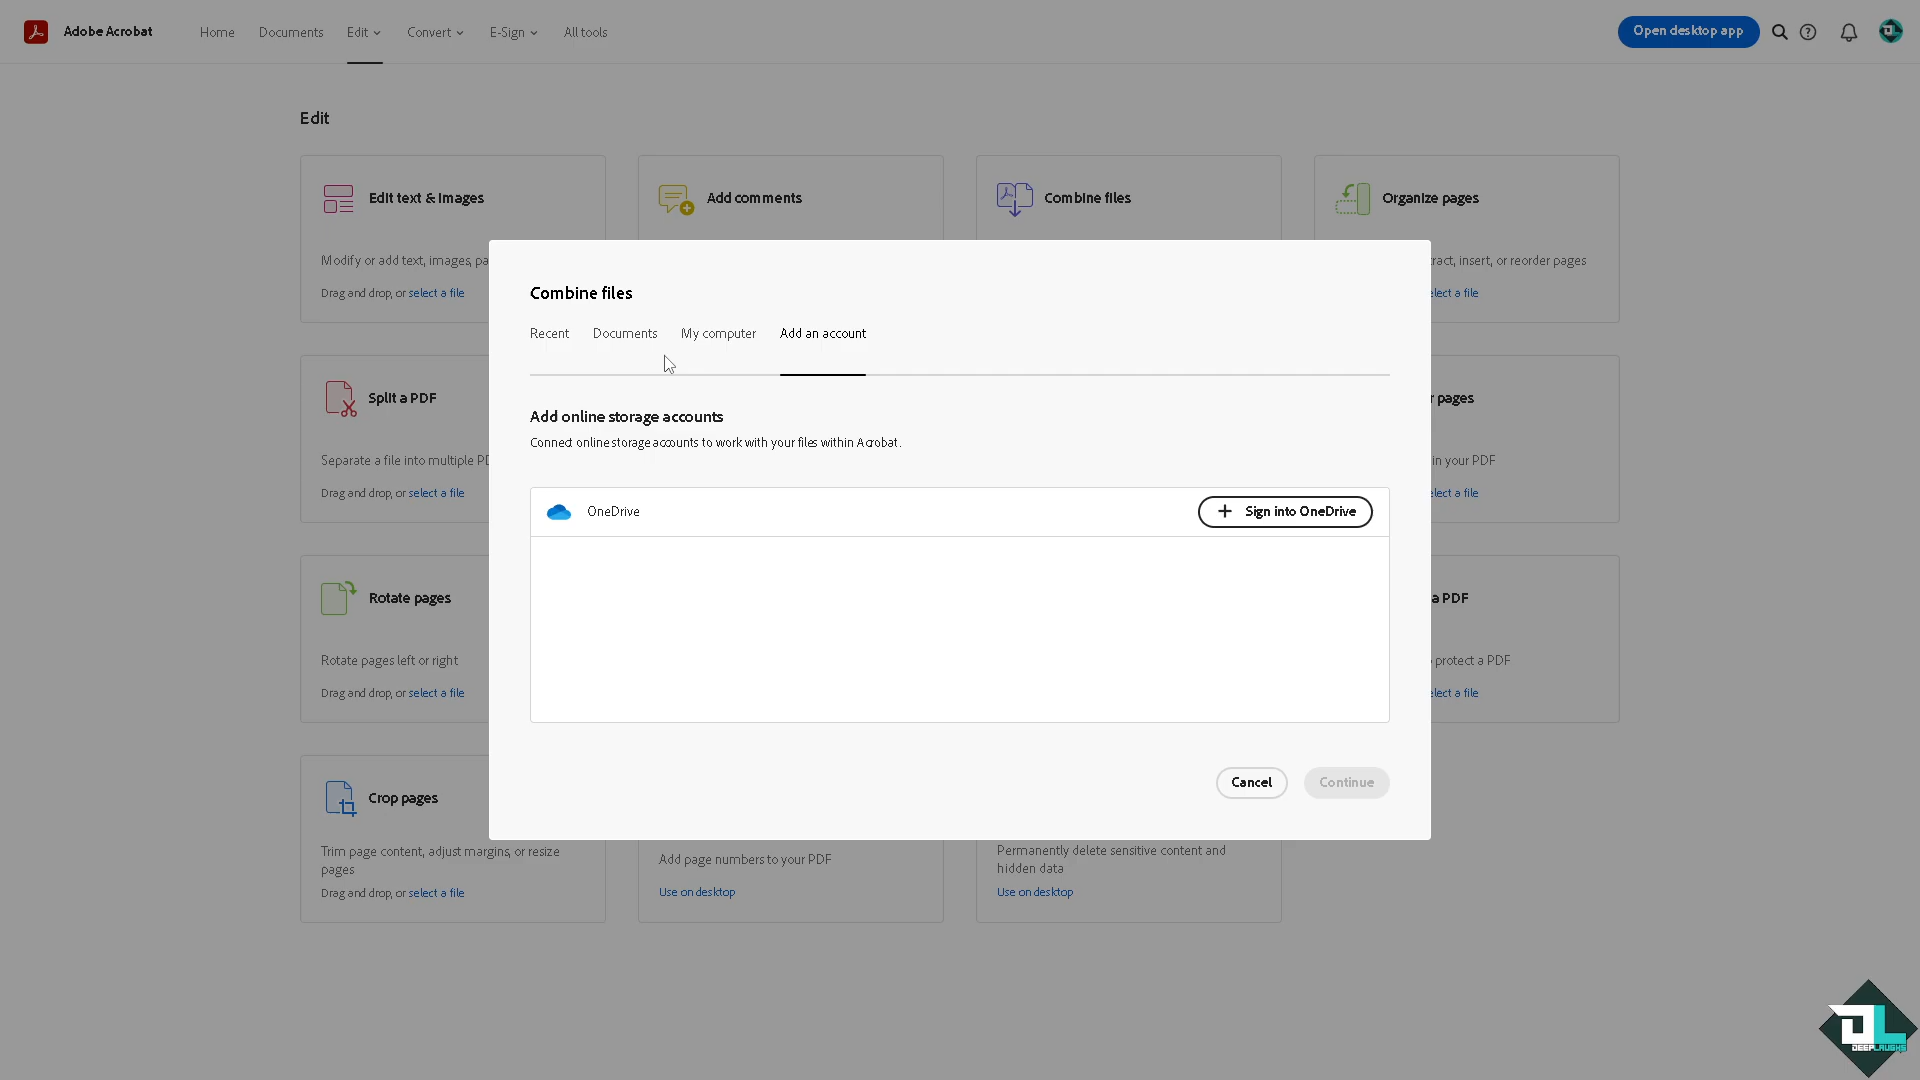 Adobe Acrobat
Home
Documents
Edit
Convert
E-Sign
All tools
Open desktop app
Edit
Edit text & images
Modify or add text, images, pa
Drag and drop, or select a file
Add comments
Combine files
Organize pages
ract, insert, or reorder pages
elect a file
Combine files
Recent
Documents
My computer
Add an account
Add online storage accounts
Connect online storage accounts to work with your files within Acrobat.
OneDrive
Sign into OneDrive
Cancel
Continue
Split a PDF
Separate a file into multiple PD
Drag and drop, or select a file
r pages
in your PDF
elect a file
Rotate pages
Rotate pages left or right
Drag and drop, or select a file
a PDF
protect a PDF
elect a file
Crop pages
Trim page content, adjust margins, or resize
pages
Drag and drop, or select a file
Add page numbers to your PDF
Use on desktop
Permanently delete sensitive content and
hidden data
Use on desktop
DEEPLAUGHS